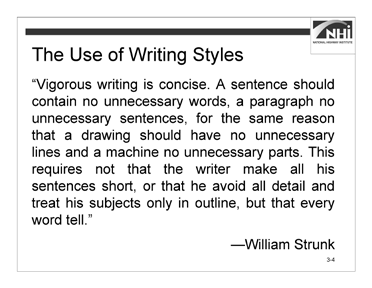 NHI
NATIONAL HIGHWAY INSTITUTE
The Use of Writing Styles
“Vigorous writing is concise. A sentence should
contain no unnecessary words, a paragraph no
unnecessary sentences, for the same reason
that a drawing should have no unnecessary
lines and a machine no unnecessary parts. This
requires not that the writer make all his
sentences short, or that he avoid all detail and
treat his subjects only in outline, but that every
word tell.”
—William Strunk
3-4